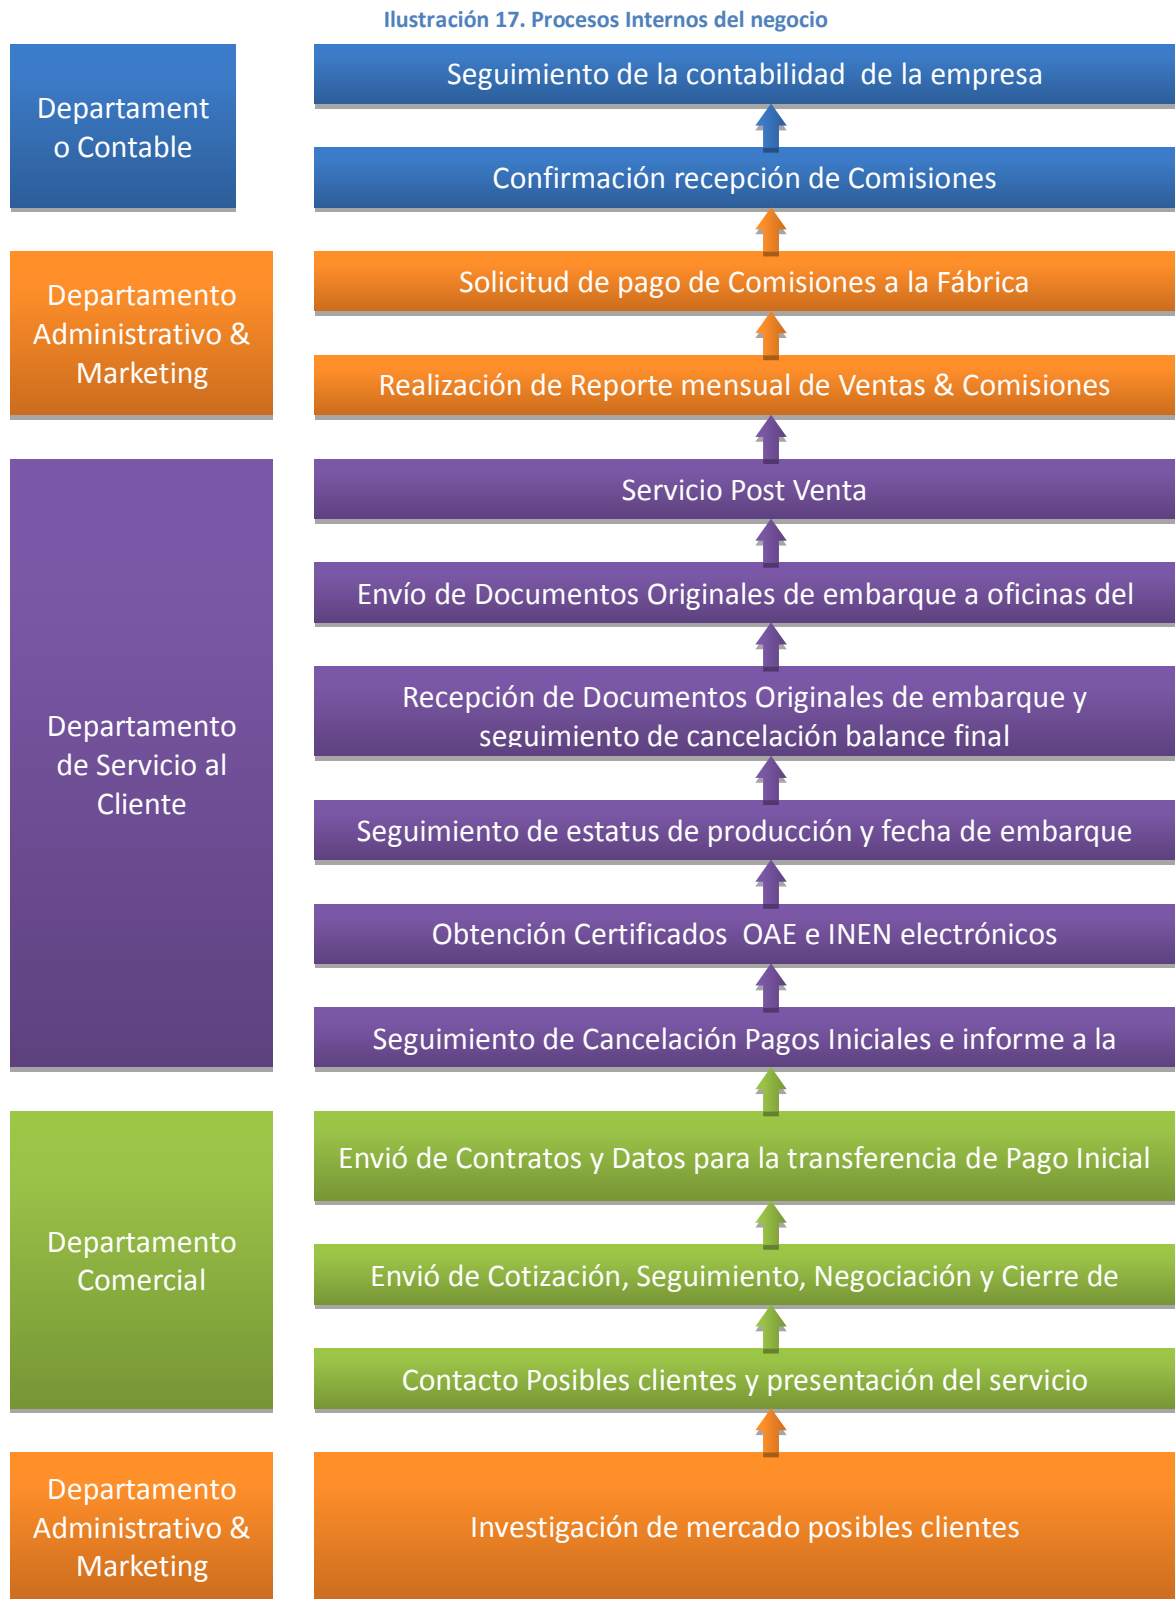 Ilustración 17. Procesos Internos del negocio
Departament
o Contable
Seguimiento de la contabilidad de la empresa
Confirmación recepción de Comisiones
Departamento
Administrativo &
Marketing
Solicitud de pago de Comisiones a la Fábrica
Realización de Reporte mensual de Ventas & Comisiones
Departamento
de Servicio al
Cliente
Servicio Post Venta
Envío de Documentos Originales de embarque a oficinas del
Recepción de Documentos Originales de embarque y
seguimiento de cancelación balance final
Seguimiento de estatus de producción y fecha de embarque
Obtención Certificados OAE e INEN electrónicos
Seguimiento de Cancelación Pagos Iniciales e informe a la
Departamento
Comercial
Envió de Contratos y Datos para la transferencia de Pago Inicial
Envió de Cotización, Seguimiento, Negociación y Cierre de
Contacto Posibles clientes y presentación del servicio
Departamento
Administrativo &
Marketing
Investigación de mercado posibles clientes